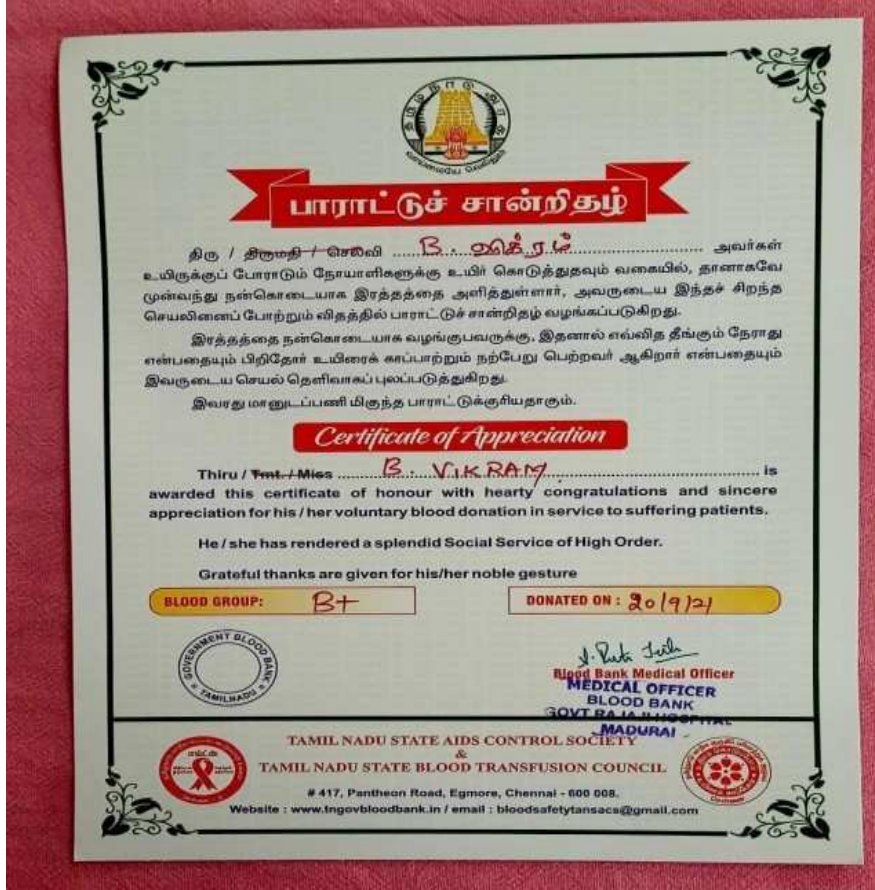 தமிழ்நாடு அரசு
வாய்மையே வெல்லும்
பாராட்டுச் சான்றிதழ்
திரு / திருமதி / செல்வி ..... B. விக்ரம் ..... அவர்கள்
உயிருக்குப் போராடும் நோயாளிகளுக்கு உயிர் கொடுத்துதவும் வகையில், தானாகவே
முன்வந்து நன்கொடையாக இரத்தத்தை அளித்துள்ளார், அவருடைய இந்தச் சிறந்த
செயலினைப் போற்றும் விதத்தில் பாராட்டுச் சான்றிதழ் வழங்கப்படுகிறது.
இரத்தத்தை நன்கொடையாக வழங்குபவருக்கு, இதனால் எவ்வித தீங்கும் நேராது
என்பதையும் பிறிதோர் உயிரைக் காப்பாற்றும் நற்பேறு பெற்றவர் ஆகிறார் என்பதையும்
இவருடைய செயல் தெளிவாகப் புலப்படுத்துகிறது.
இவரது மானுடப்பணி மிகுந்த பாராட்டுக்குரியதாகும்.
Certificate of Appreciation
Thiru / Tmt. / Miss ..... B. VIKRAM ..... is
awarded this certificate of honour with hearty congratulations and sincere
appreciation for his / her voluntary blood donation in service to suffering patients.
He / she has rendered a splendid Social Service of High Order.
Grateful thanks are given for his/her noble gesture
BLOOD GROUP: B+ DONATED ON : 20/9/21
GOVERNMENT BLOOD BANK
TAMILNADU
Blood Bank Medical Officer
MEDICAL OFFICER
BLOOD BANK
GOVT RAJAJI HOSPITAL
MADURAI
TAMIL NADU STATE AIDS CONTROL SOCIETY
&
TAMIL NADU STATE BLOOD TRANSFUSION COUNCIL
# 417, Pantheon Road, Egmore, Chennai - 600 008.
Website : www.tngovbloodbank.in / email : bloodsafetytansacs@gmail.com